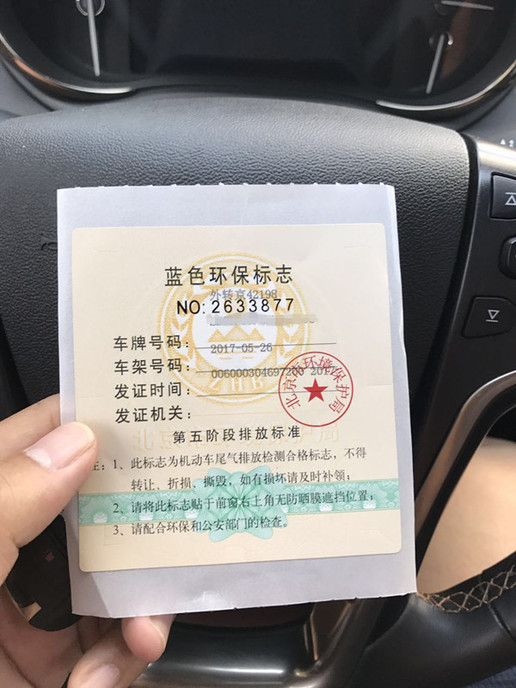 蓝色环保标志
外转京42198
NO:2633877
车牌号码：
2017-05-26
车架号码：
发证时间：
发证机关：
北京市环境保护局
第五阶段排放标准
注：1、此标志为机动车尾气排放检测合格标志，不得
转让、折损、撕毁，如有损坏请及时补领；
2、请将此标志贴于前窗右上角无防晒膜遮挡位置；
3、请配合环保和公安部门的检查。